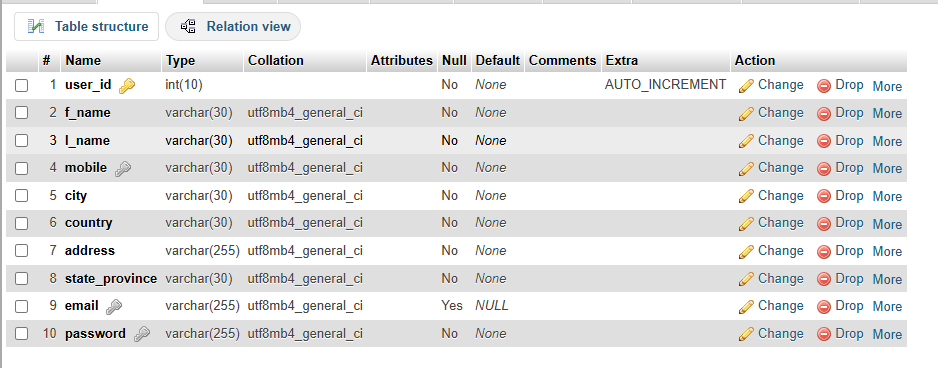 Table structure Relation view
# Name Type Collation Attributes Null Default Comments Extra Action
1 user_id int(10) No None AUTO_INCREMENT Change Drop More
2 f_name varchar(30) utf8mb4_general_ci No None Change Drop More
3 l_name varchar(30) utf8mb4_general_ci No None Change Drop More
4 mobile varchar(30) utf8mb4_general_ci No None Change Drop More
5 city varchar(30) utf8mb4_general_ci No None Change Drop More
6 country varchar(30) utf8mb4_general_ci No None Change Drop More
7 address varchar(255) utf8mb4_general_ci No None Change Drop More
8 state_province varchar(30) utf8mb4_general_ci No None Change Drop More
9 email varchar(255) utf8mb4_general_ci Yes NULL Change Drop More
10 password varchar(255) utf8mb4_general_ci No None Change Drop More